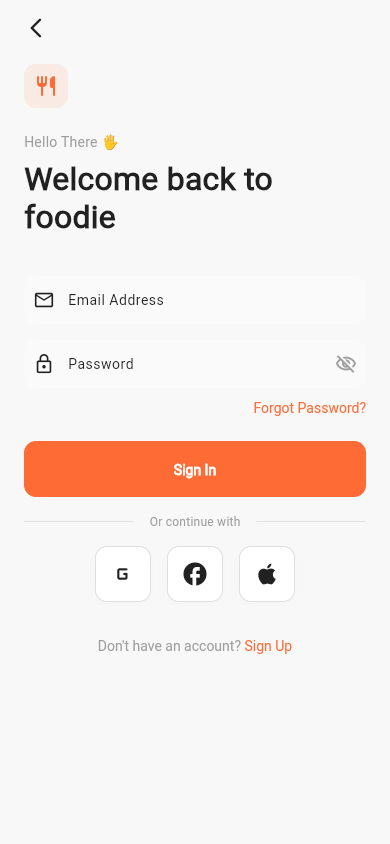 Hello There 🖐
Welcome back to
foodie
Email Address
Password
Forgot Password?
Sign In
Or continue with
G
Don't have an account? Sign Up